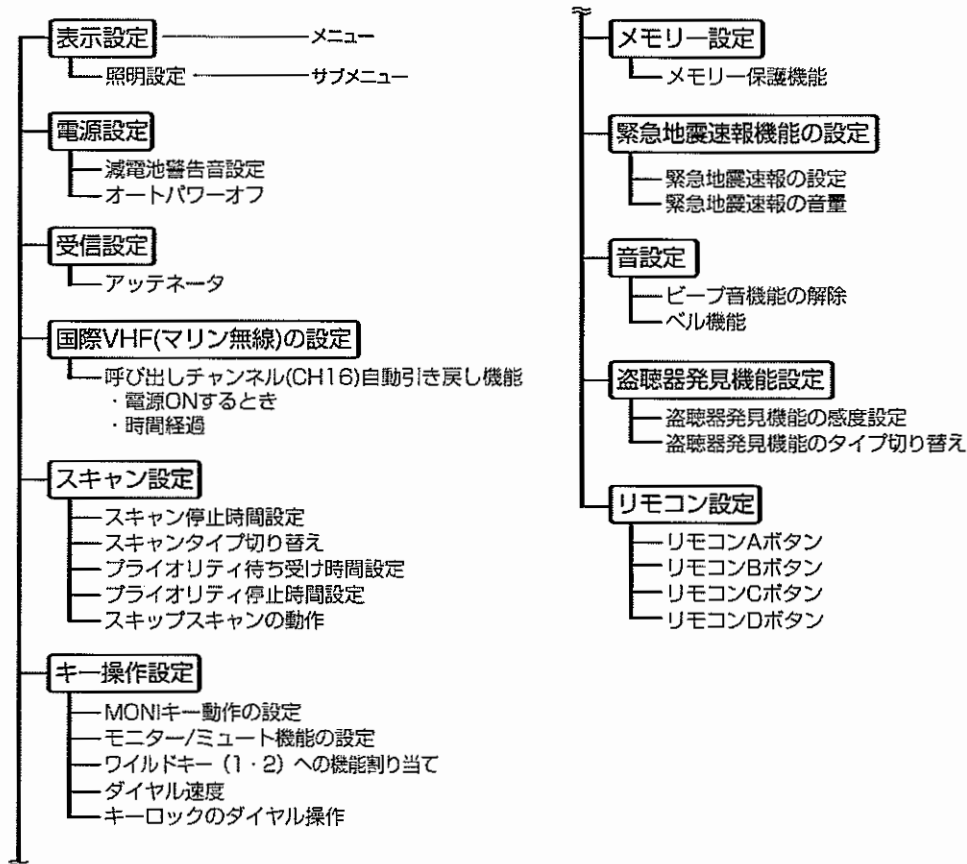 表示設定 メニュー
照明設定 サブメニュー
電源設定
減電池警告音設定
オートパワーオフ
受信設定
アッテネータ
国際VHF(マリン無線)の設定
呼び出しチャンネル(CH16)自動引き戻し機能
・電源ONするとき
・時間経過
スキャン設定
スキャン停止時間設定
スキャンタイプ切り替え
プライオリティ待ち受け時間設定
プライオリティ停止時間設定
スキップスキャンの動作
キー操作設定
MONIキー動作の設定
モニター/ミュート機能の設定
ワイルドキー（1・2）への機能割り当て
ダイヤル速度
キーロックのダイヤル操作
メモリー設定
メモリー保護機能
緊急地震速報機能の設定
緊急地震速報の設定
緊急地震速報の音量
音設定
ビープ音機能の解除
ベル機能
盗聴器発見機能設定
盗聴器発見機能の感度設定
盗聴器発見機能のタイプ切り替え
リモコン設定
リモコンAボタン
リモコンBボタン
リモコンCボタン
リモコンDボタン